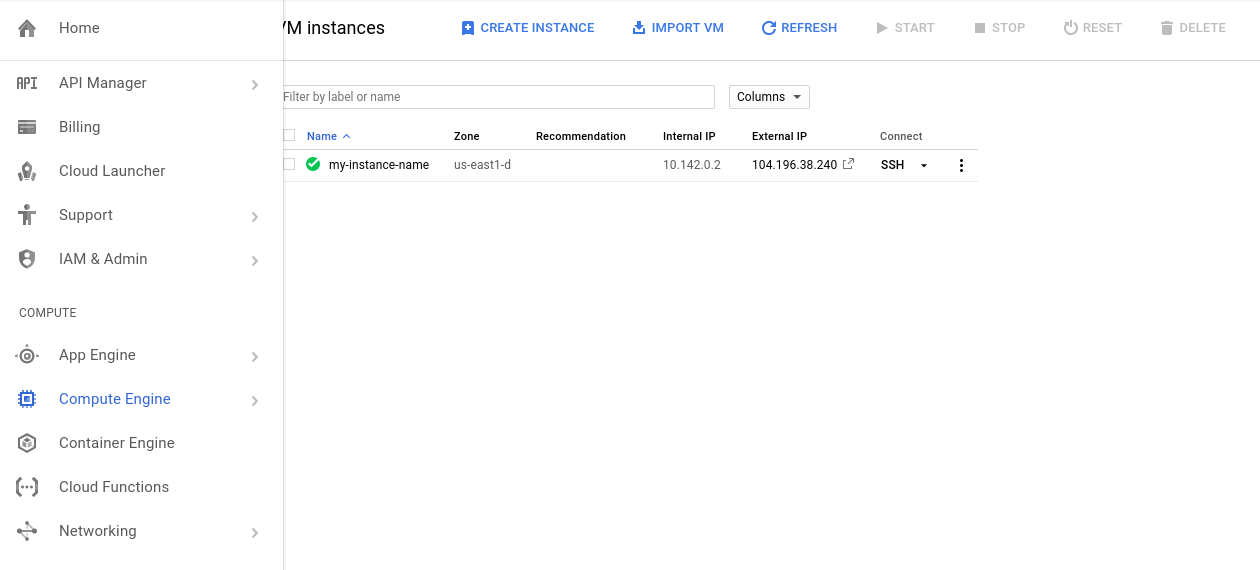 Home
API API Manager
Billing
Cloud Launcher
Support
IAM & Admin
COMPUTE
App Engine
Compute Engine
Container Engine
Cloud Functions
Networking
VM instances CREATE INSTANCE IMPORT VM REFRESH START STOP RESET DELETE
Filter by label or name Columns
Name Zone Recommendation Internal IP External IP Connect
my-instance-name us-east1-d 10.142.0.2 104.196.38.240 SSH